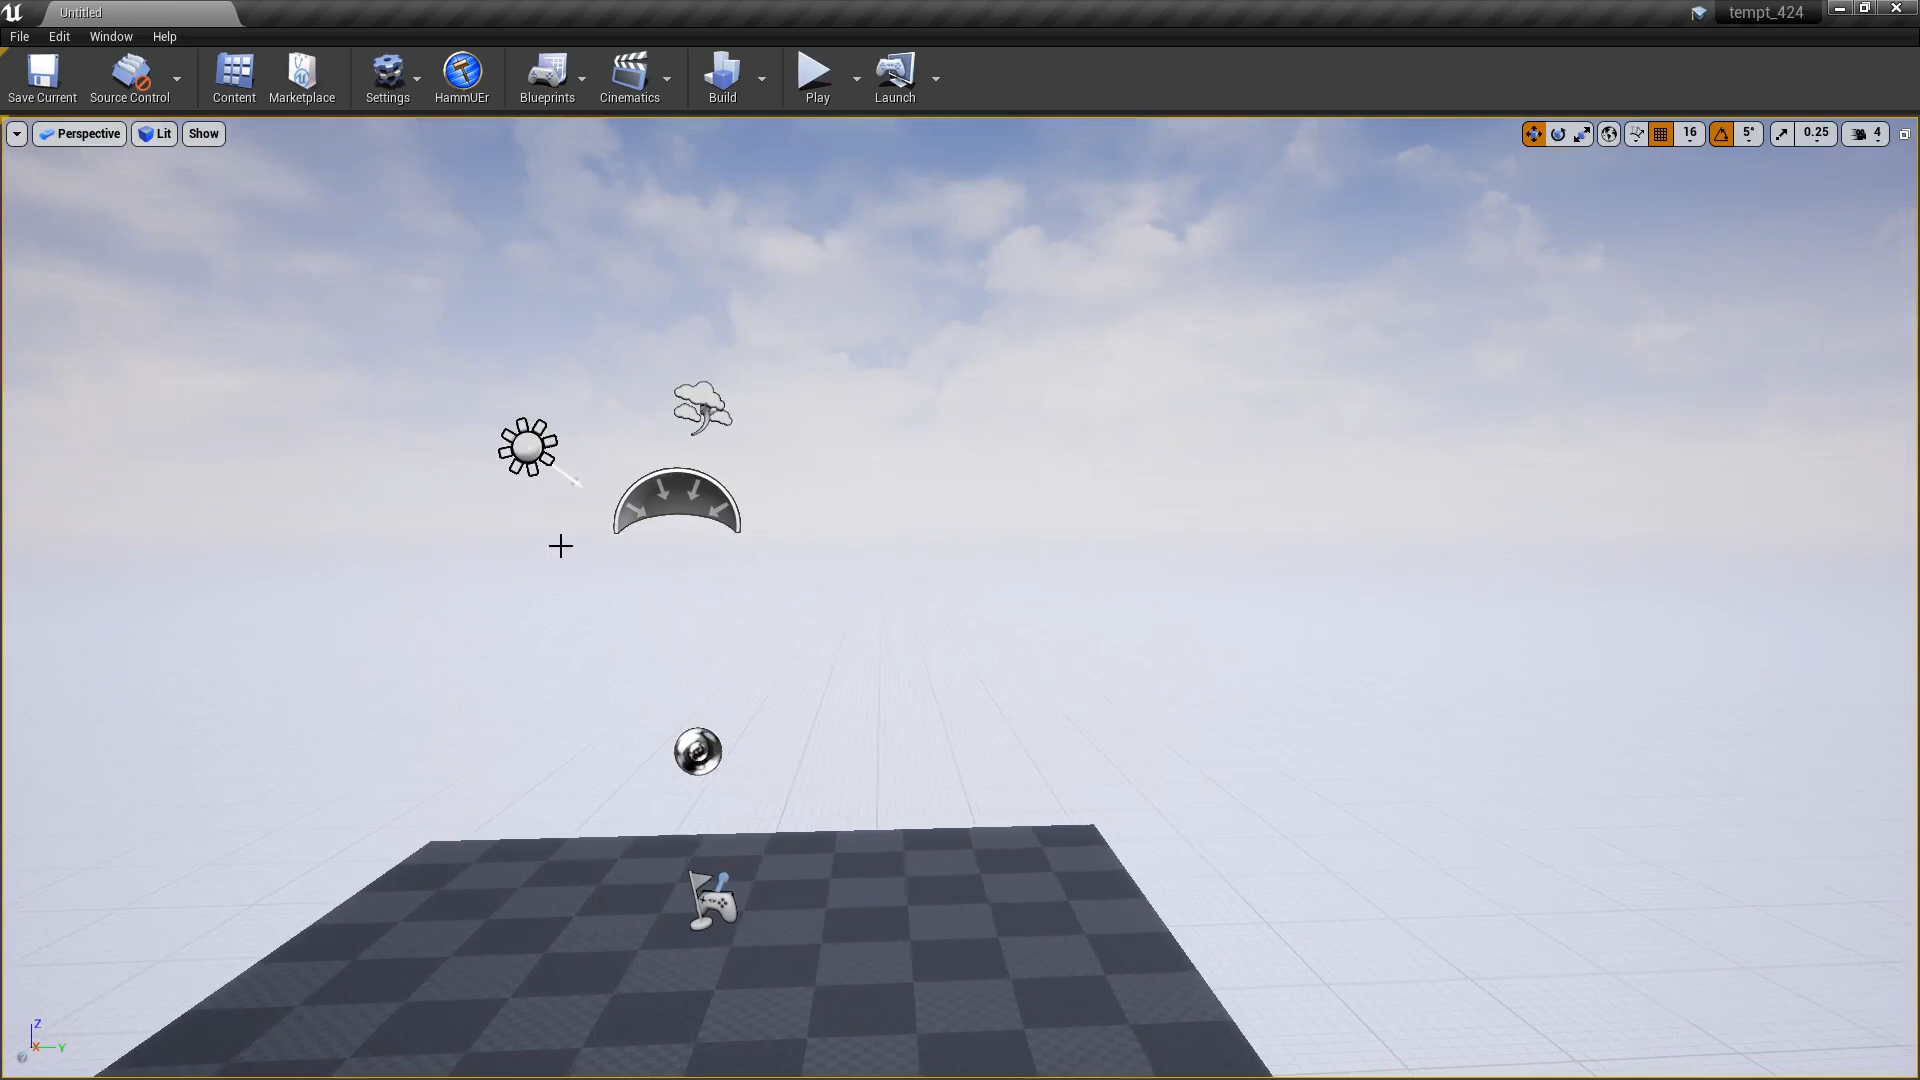 Untitled
tempt_424
File Edit Window Help
Save Current Source Control Content Marketplace Settings HammUEr Blueprints Cinematics Build Play Launch
Perspective Lit Show 16 5° 0.25 4
Z
X Y